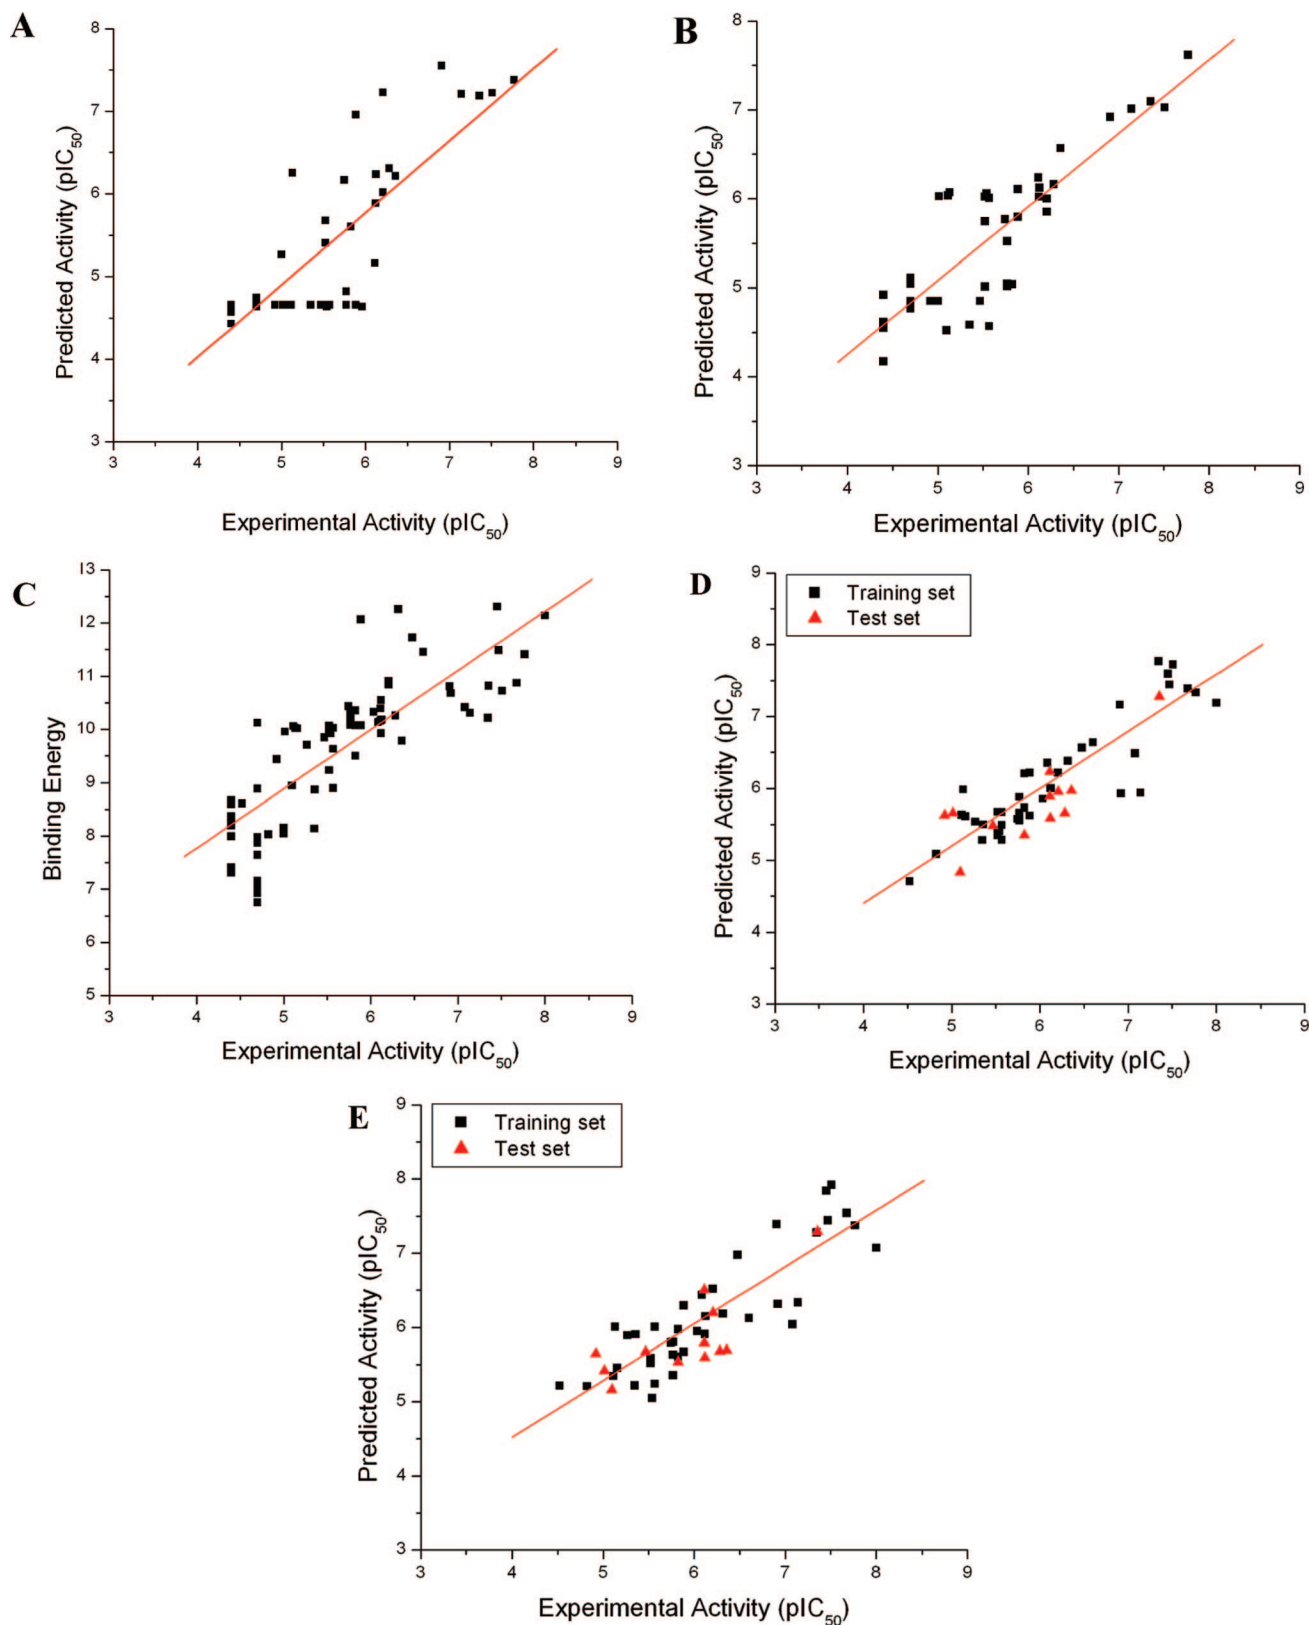 A
8
7
6
5
4
3
Predicted Activity (pIC50)
3 4 5 6 7 8 9
Experimental Activity (pIC50)
B
8
7
6
5
4
3
Predicted Activity (pIC50)
3 4 5 6 7 8 9
Experimental Activity (pIC50)
C
13
12
11
10
9
8
7
6
5
Binding Energy
3 4 5 6 7 8 9
Experimental Activity (pIC50)
D
Training set
Test set
9
8
7
6
5
4
3
Predicted Activity (pIC50)
3 4 5 6 7 8 9
Experimental Activity (pIC50)
E
Training set
Test set
9
8
7
6
5
4
3
Predicted Activity (pIC50)
3 4 5 6 7 8 9
Experimental Activity (pIC50)